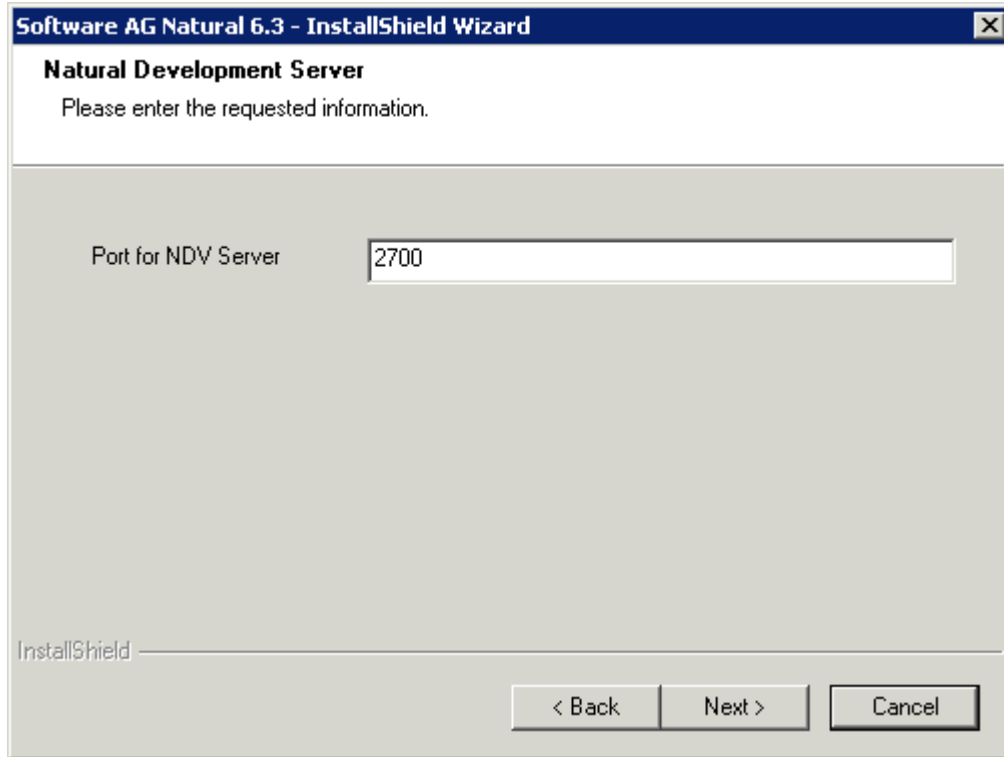 Software AG Natural 6.3 - InstallShield Wizard
Natural Development Server
Please enter the requested information.
Port for NDV Server
2700
InstallShield
< Back
Next >
Cancel